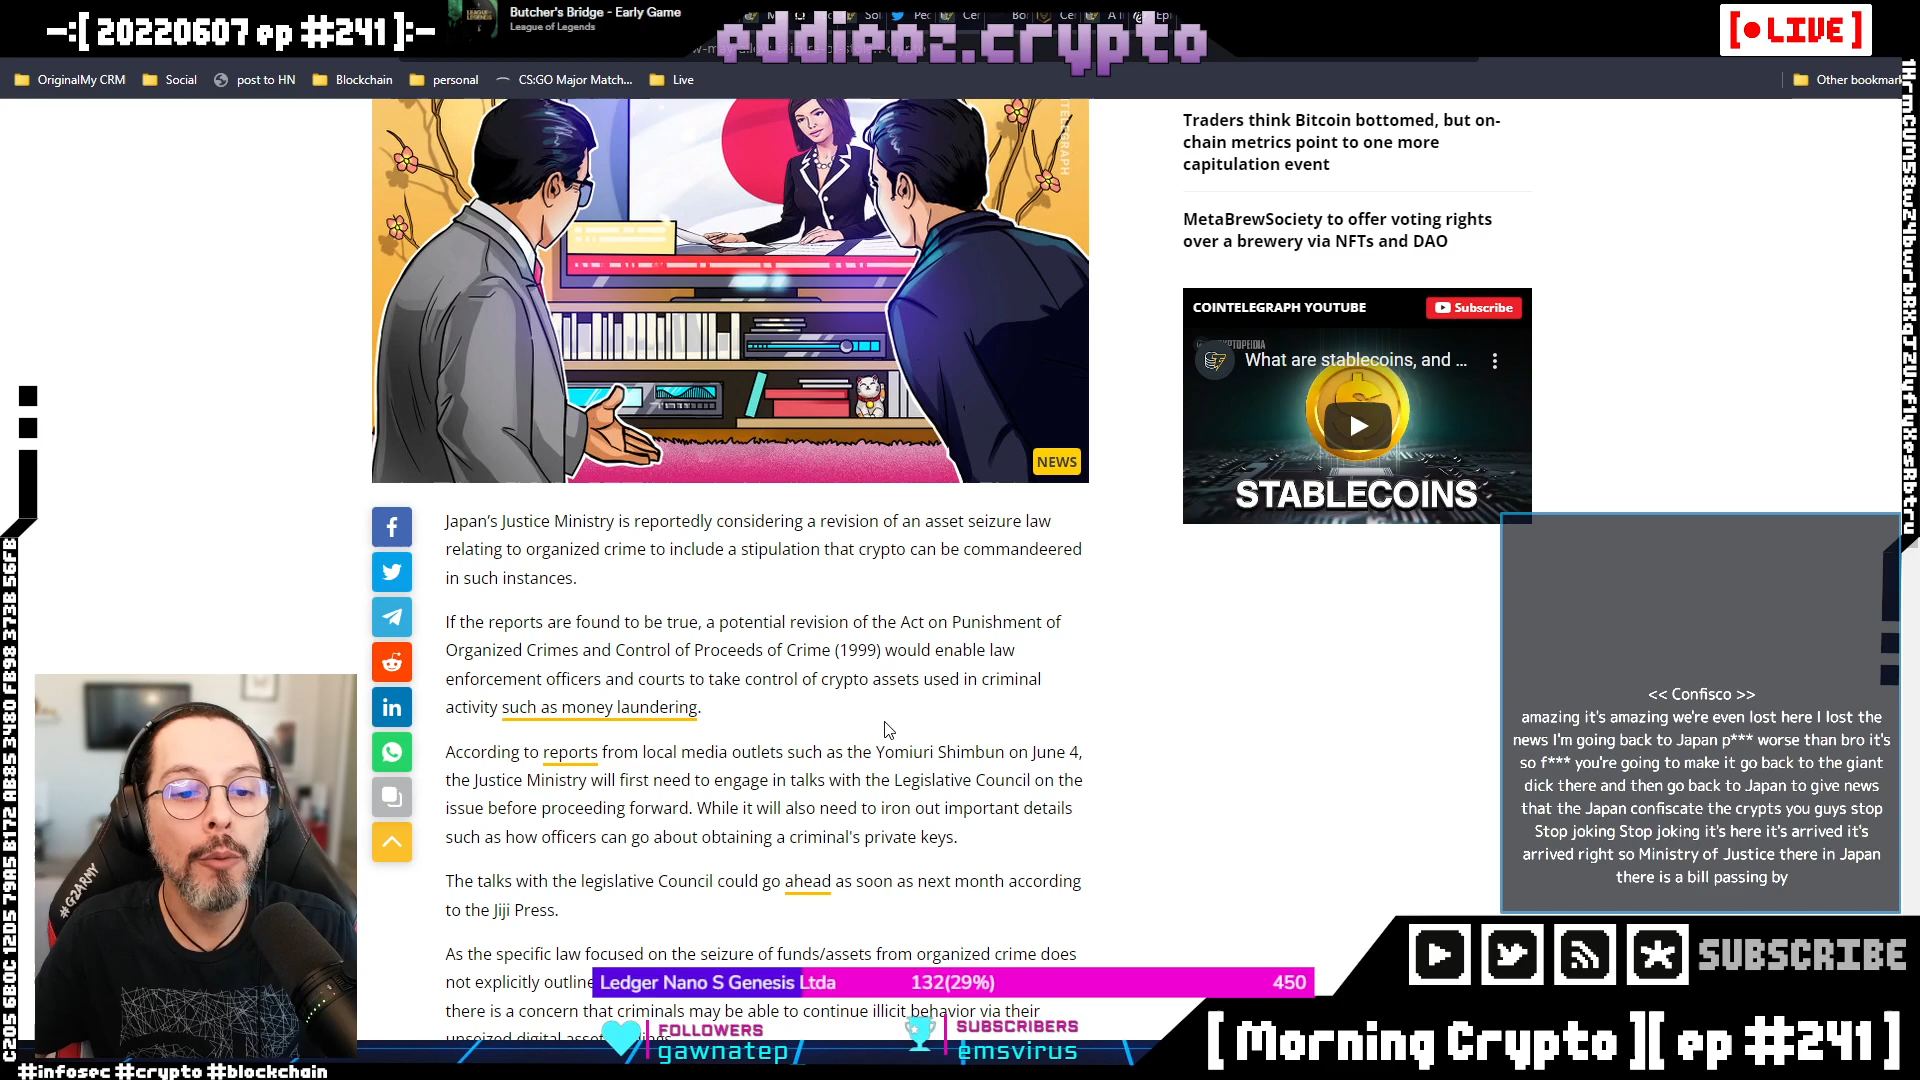 -:[ 20220607 ep #241 ]:-
Butcher's Bridge - Early Game
League of Legends
eddieoz.crypto
[ • LIVE ]
OriginalMy CRM
Social
post to HN
Blockchain
personal
CS:GO Major Match...
Live
Other bookmark
Traders think Bitcoin bottomed, but on-
chain metrics point to one more
capitulation event
MetaBrewSociety to offer voting rights
over a brewery via NFTs and DAO
COINTELEGRAPH YOUTUBE
Subscribe
What are stablecoins, and ...
STABLECOINS
NEWS
Japan's Justice Ministry is reportedly considering a revision of an asset seizure law
relating to organized crime to include a stipulation that crypto can be commandeered
in such instances.
If the reports are found to be true, a potential revision of the Act on Punishment of
Organized Crimes and Control of Proceeds of Crime (1999) would enable law
enforcement officers and courts to take control of crypto assets used in criminal
activity such as money laundering.
According to reports from local media outlets such as the Yomiuri Shimbun on June 4,
the Justice Ministry will first need to engage in talks with the Legislative Council on the
issue before proceeding forward. While it will also need to iron out important details
such as how officers can go about obtaining a criminal's private keys.
The talks with the legislative Council could go ahead as soon as next month according
to the Jiji Press.
As the specific law focused on the seizure of funds/assets from organized crime does
not explicitly outline
there is a concern that criminals may be able to continue illicit behavior via their
<< Confisco >>
amazing it's amazing we're even lost here I lost the
news I'm going back to Japan p*** worse than bro it's
so f*** you're going to make it go back to the giant
dick there and then go back to Japan to give news
that the Japan confiscate the crypts you guys stop
Stop joking Stop joking it's here it's arrived it's
arrived right so Ministry of Justice there in Japan
there is a bill passing by
#G2ARMY
Ledger Nano S Genesis Ltda 132(29%) 450
FOLLOWERS
gawnatep
SUBSCRIBERS
emsvirus
SUBSCRIBE
[ Morning Crypto ][ ep #241 ]
#infosec #crypto #blockchain
C205 6B0C 12D5 79A5 B172 AB85 3480 FB98 373B 56FB